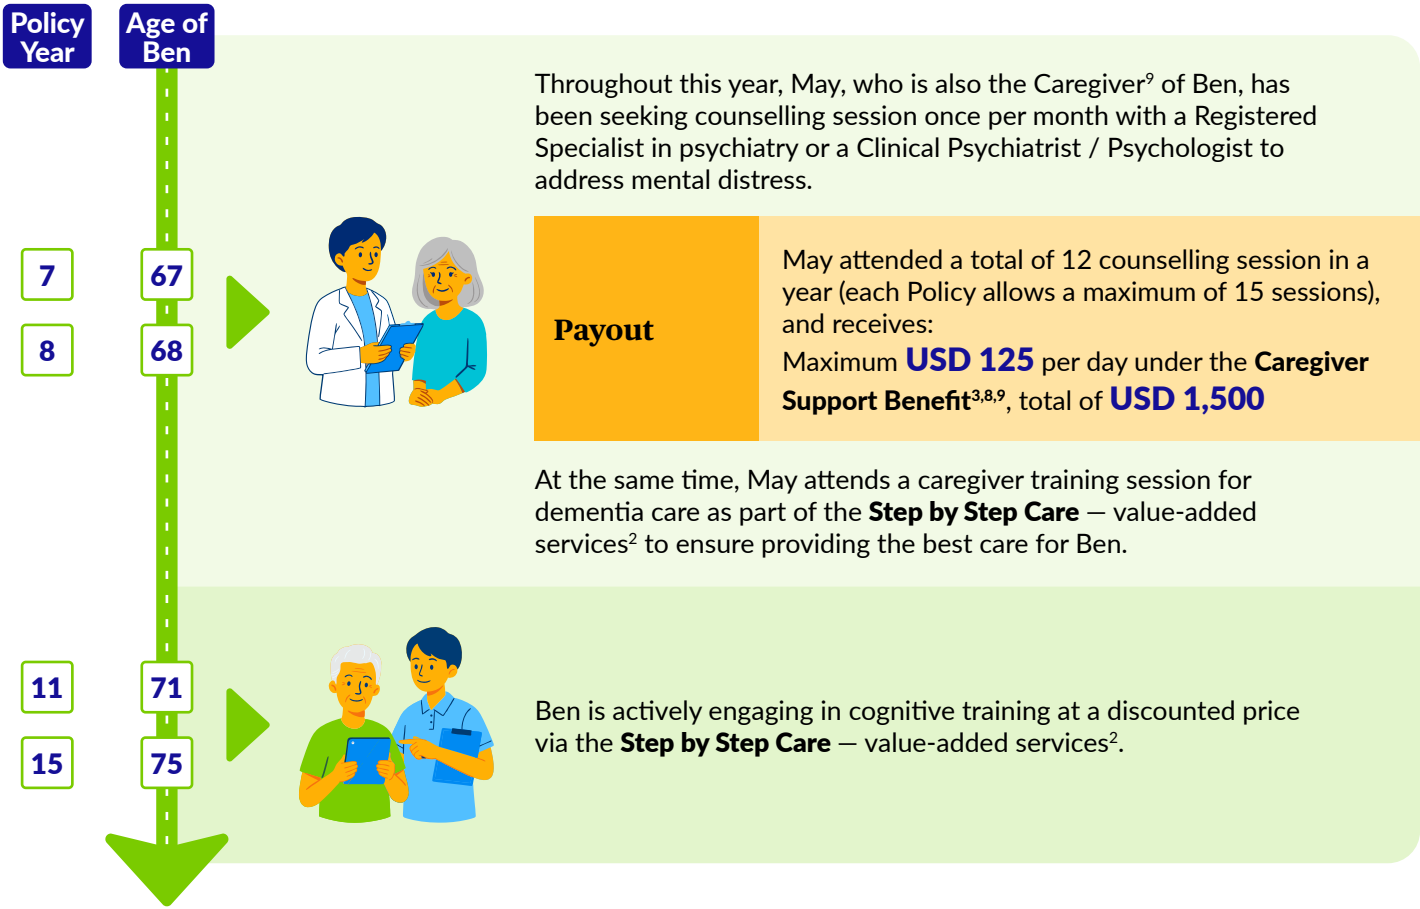 Policy
Year
Age of
Ben
Throughout this year, May, who is also the Caregiver⁹ of Ben, has
been seeking counselling session once per month with a Registered
Specialist in psychiatry or a Clinical Psychiatrist / Psychologist to
address mental distress.
7
67
8
68
Payout
May attended a total of 12 counselling session in a
year (each Policy allows a maximum of 15 sessions),
and receives:
Maximum USD 125 per day under the Caregiver
Support Benefit³,⁸,⁹, total of USD 1,500
At the same time, May attends a caregiver training session for
dementia care as part of the Step by Step Care — value-added
services² to ensure providing the best care for Ben.
11
71
15
75
Ben is actively engaging in cognitive training at a discounted price
via the Step by Step Care — value-added services².